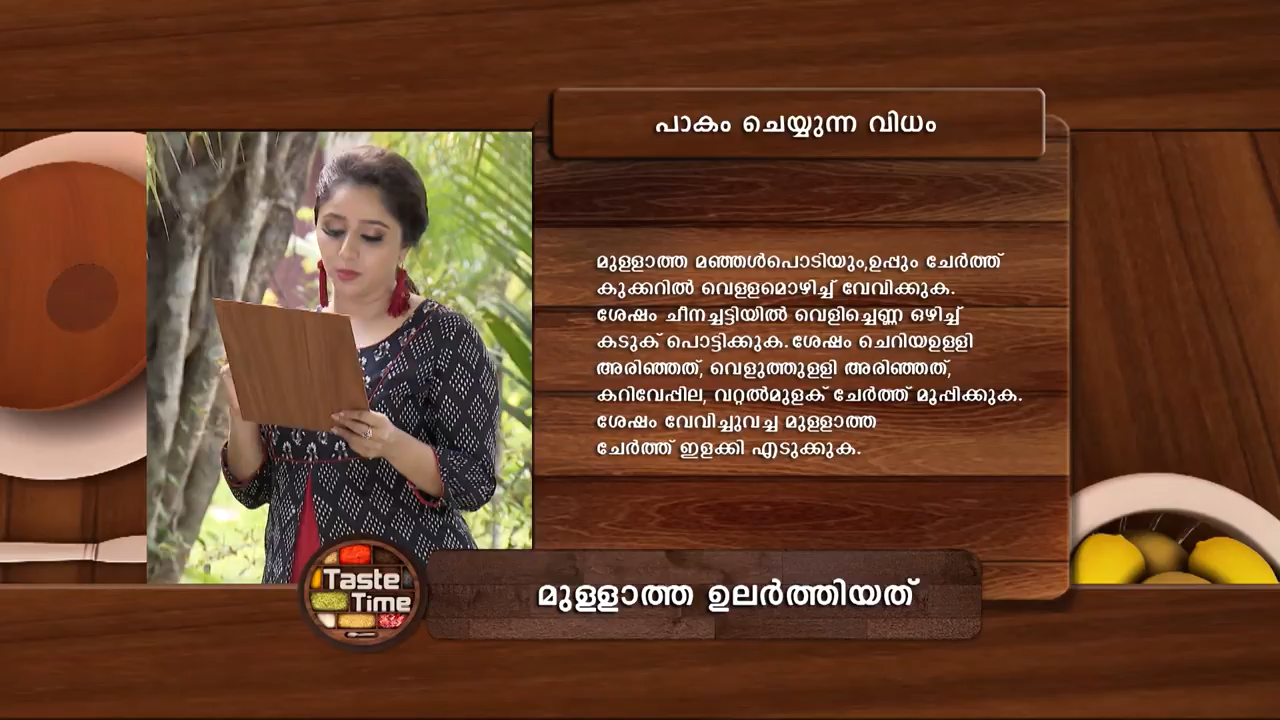 പാകം ചെയ്യുന്ന വിധം
മുള്ളാത്ത മഞ്ഞൾപൊടിയും,ഉപ്പും ചേർത്ത്
കുക്കറിൽ വെള്ളമൊഴിച്ച് വേവിക്കുക.
ശേഷം ചീനച്ചട്ടിയിൽ വെളിച്ചെണ്ണ ഒഴിച്ച്
കടുക് പൊട്ടിക്കുക.ശേഷം ചെറിയഉള്ളി
അരിഞ്ഞത്, വെളുത്തുള്ളി അരിഞ്ഞത്,
കറിവേപ്പില, വറ്റൽമുളക് ചേർത്ത് മൂപ്പിക്കുക.
ശേഷം വേവിച്ചുവച്ച മുള്ളാത്ത
ചേർത്ത് ഇളക്കി എടുക്കുക.
Taste
Time
മുള്ളാത്ത ഉലർത്തിയത്